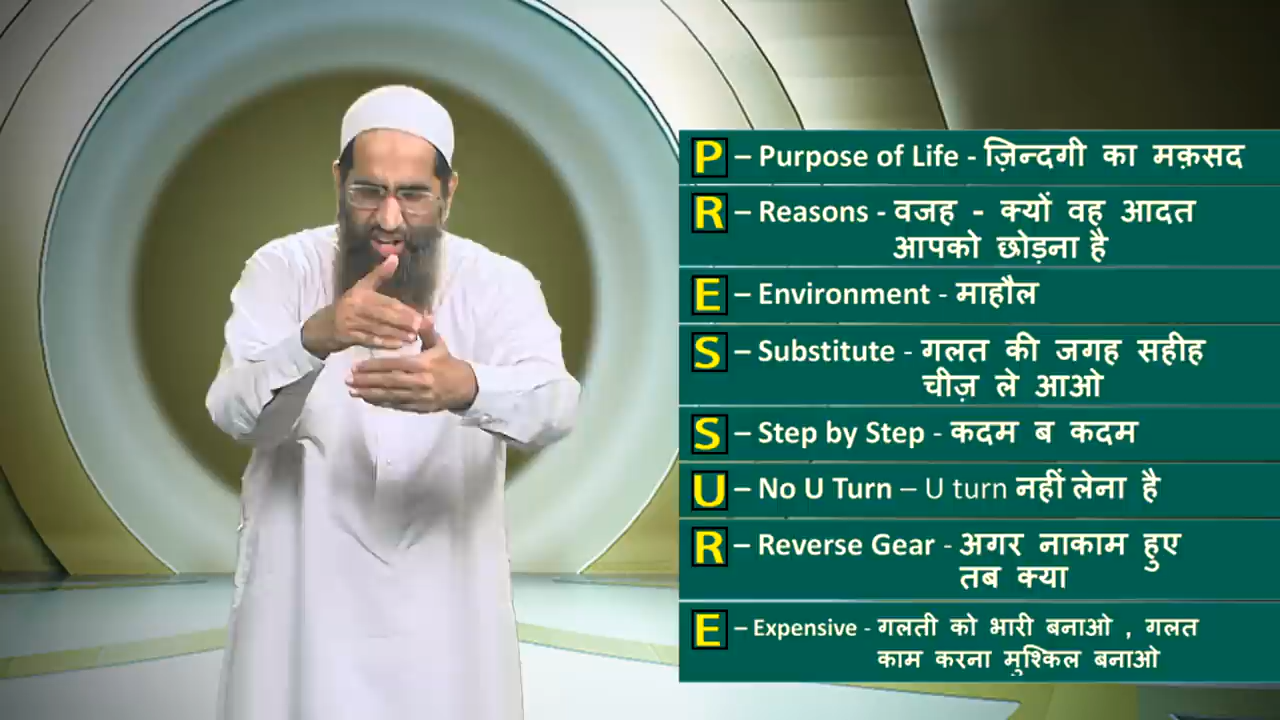 P – Purpose of Life - ज़िन्दगी का मक़सद
R – Reasons - वजह - क्यों वह आदत
आपको छोड़ना है
E – Environment - माहौल
S – Substitute - गलत की जगह सहीह
चीज़ ले आओ
S – Step by Step - कदम ब कदम
U – No U Turn – U turn नहीं लेना है
R – Reverse Gear - अगर नाकाम हुए
तब क्या
E – Expensive - गलती को भारी बनाओ , गलत
काम करना मुश्किल बनाओ